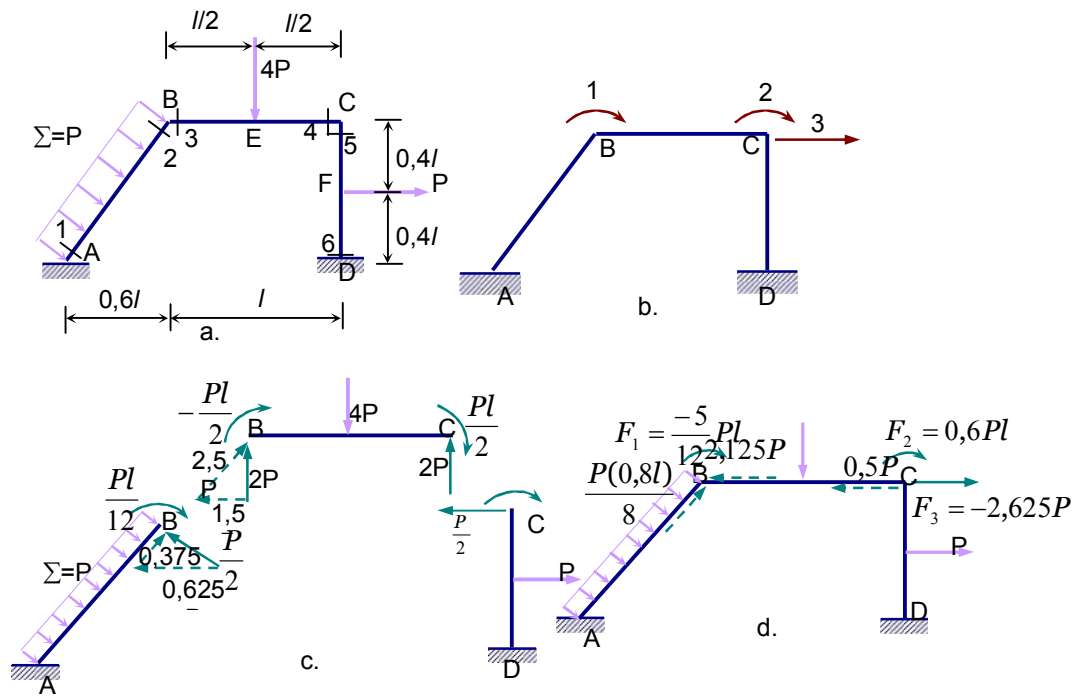 l/2 l/2
4P
B C
Σ=P
3 E 4
2 5
0,4l
F P
1
A 6 0,4l
D
0,6l l
a.
1 2
3
B C
A D
b.
4P
-Pl/2 B C Pl/2
2,5 2P 2P
P
1,5
Pl/12 B
0,375 P/2
Σ=P 0,625
P/2 C
P
A D
c.
F₁ = -5/12 Pl
2,125P
F₂ = 0,6Pl
B 0,5P C
P(0,8l)/8
F₃ = -2,625P
P
A D
d.